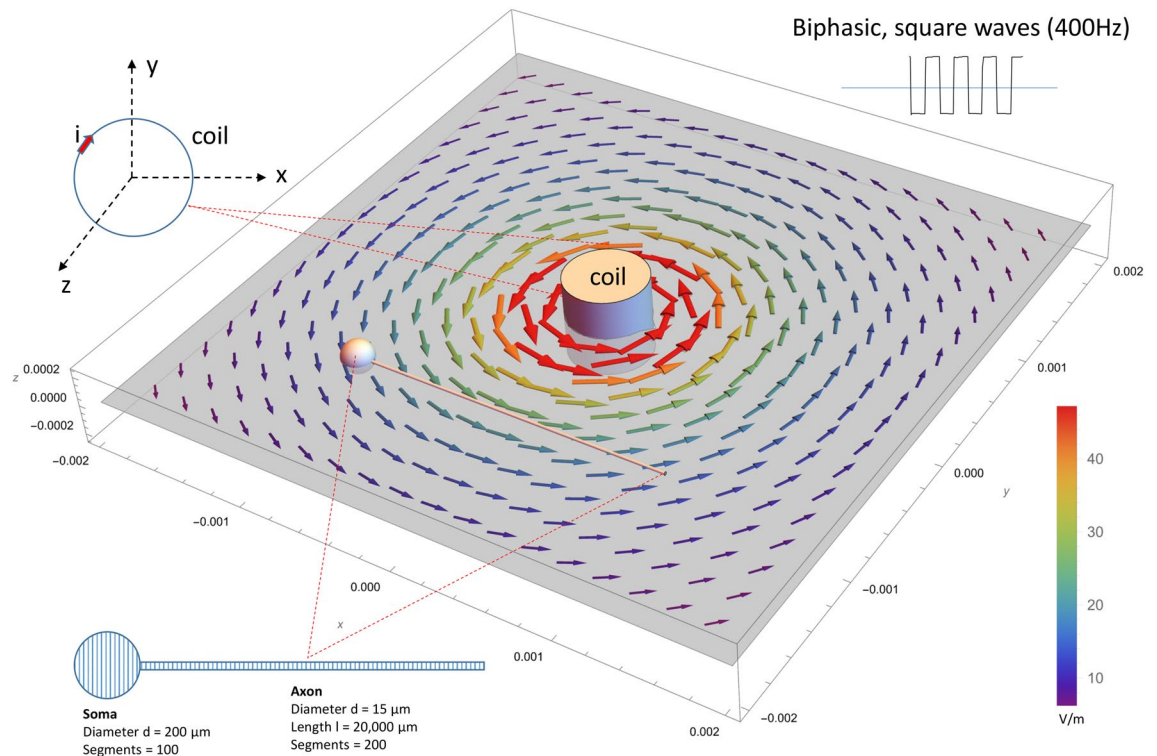 Biphasic, square waves (400Hz)
y
i
coil
x
z
coil
0.002
0.001
0.000
y
−0.001
−0.002
z
0.0002
0.0000
−0.0002
−0.002
−0.001
0.000
x
0.001
0.002
40
30
20
10
V/m
Soma
Diameter d = 200 μm
Segments = 100
Axon
Diameter d = 15 μm
Length l = 20,000 μm
Segments = 200